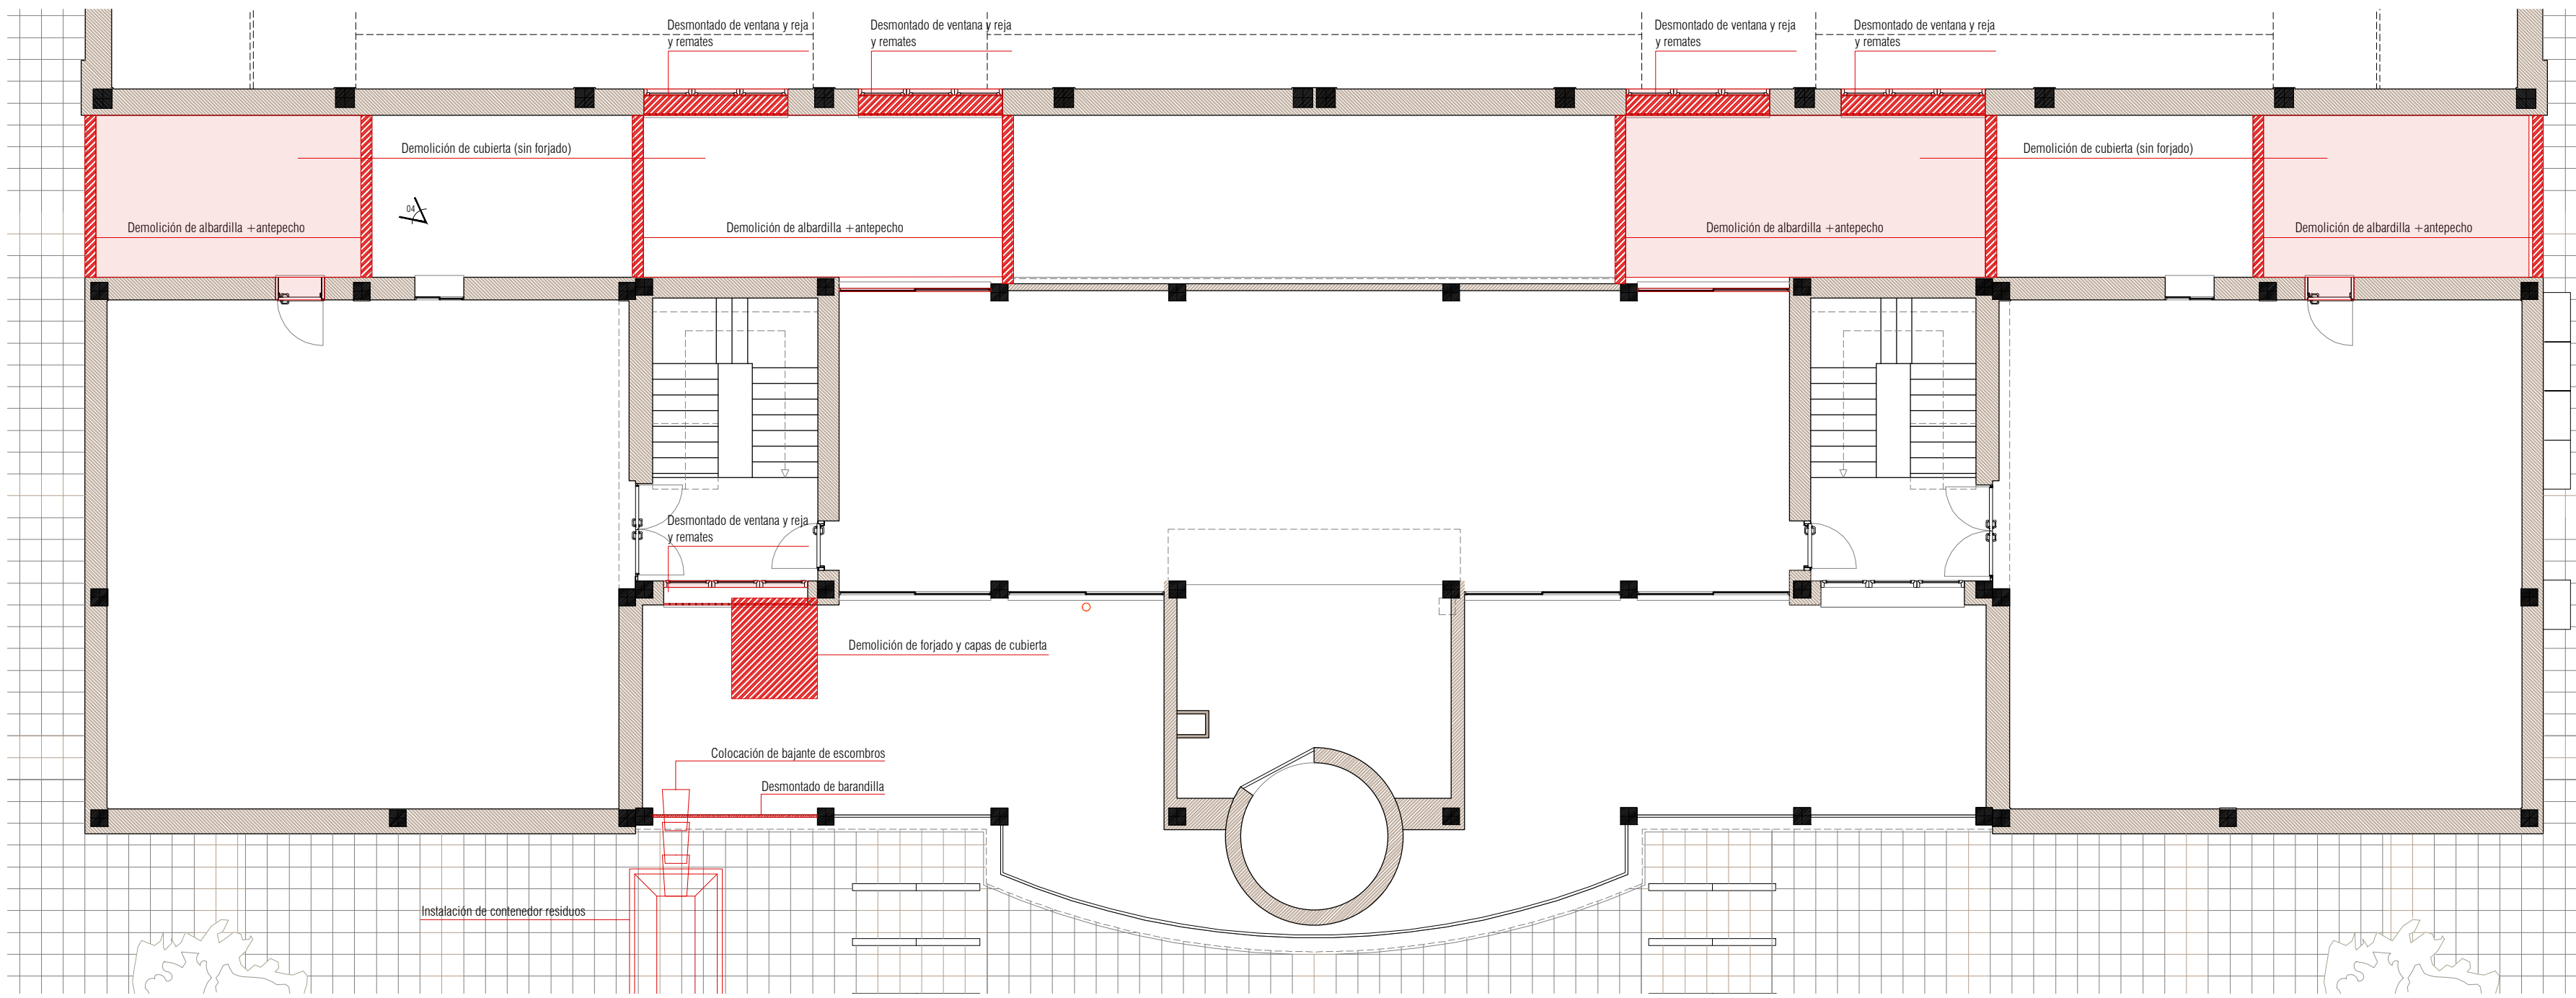 Desmontado de ventana y reja
y remates
Desmontado de ventana y reja
y remates
Desmontado de ventana y reja
y remates
Desmontado de ventana y reja
y remates
Demolición de cubierta (sin forjado)
Demolición de cubierta (sin forjado)
04
Demolición de albardilla +antepecho
Demolición de albardilla +antepecho
Demolición de albardilla +antepecho
Demolición de albardilla +antepecho
Desmontado de ventana y reja
y remates
Demolición de forjado y capas de cubierta
Colocación de bajante de escombros
Desmontado de barandilla
Instalación de contenedor residuos